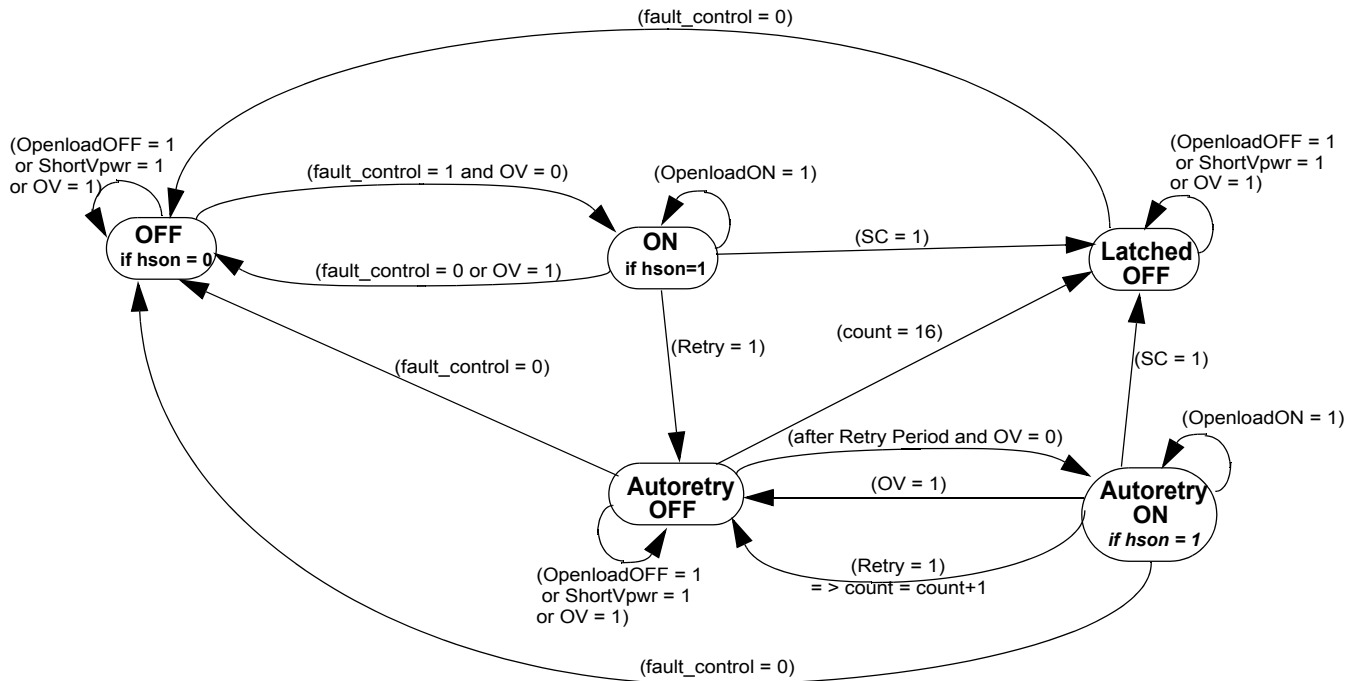 (fault_control = 0)
(OpenloadOFF = 1
or ShortVpwr = 1
or OV = 1)
(fault_control = 1 and OV = 0)
(OpenloadON = 1)
(OpenloadOFF = 1
or ShortVpwr = 1
or OV = 1)
OFF
if hson = 0
(fault_control = 0 or OV = 1)
ON
if hson=1
(SC = 1)
Latched
OFF
(fault_control = 0)
(Retry = 1)
(count = 16)
(SC = 1)
(OpenloadON = 1)
(after Retry Period and OV = 0)
Autoretry
OFF
(OV = 1)
Autoretry
ON
if hson = 1
(OpenloadOFF = 1
or ShortVpwr = 1
or OV = 1)
(Retry = 1)
= > count = count+1
(fault_control = 0)